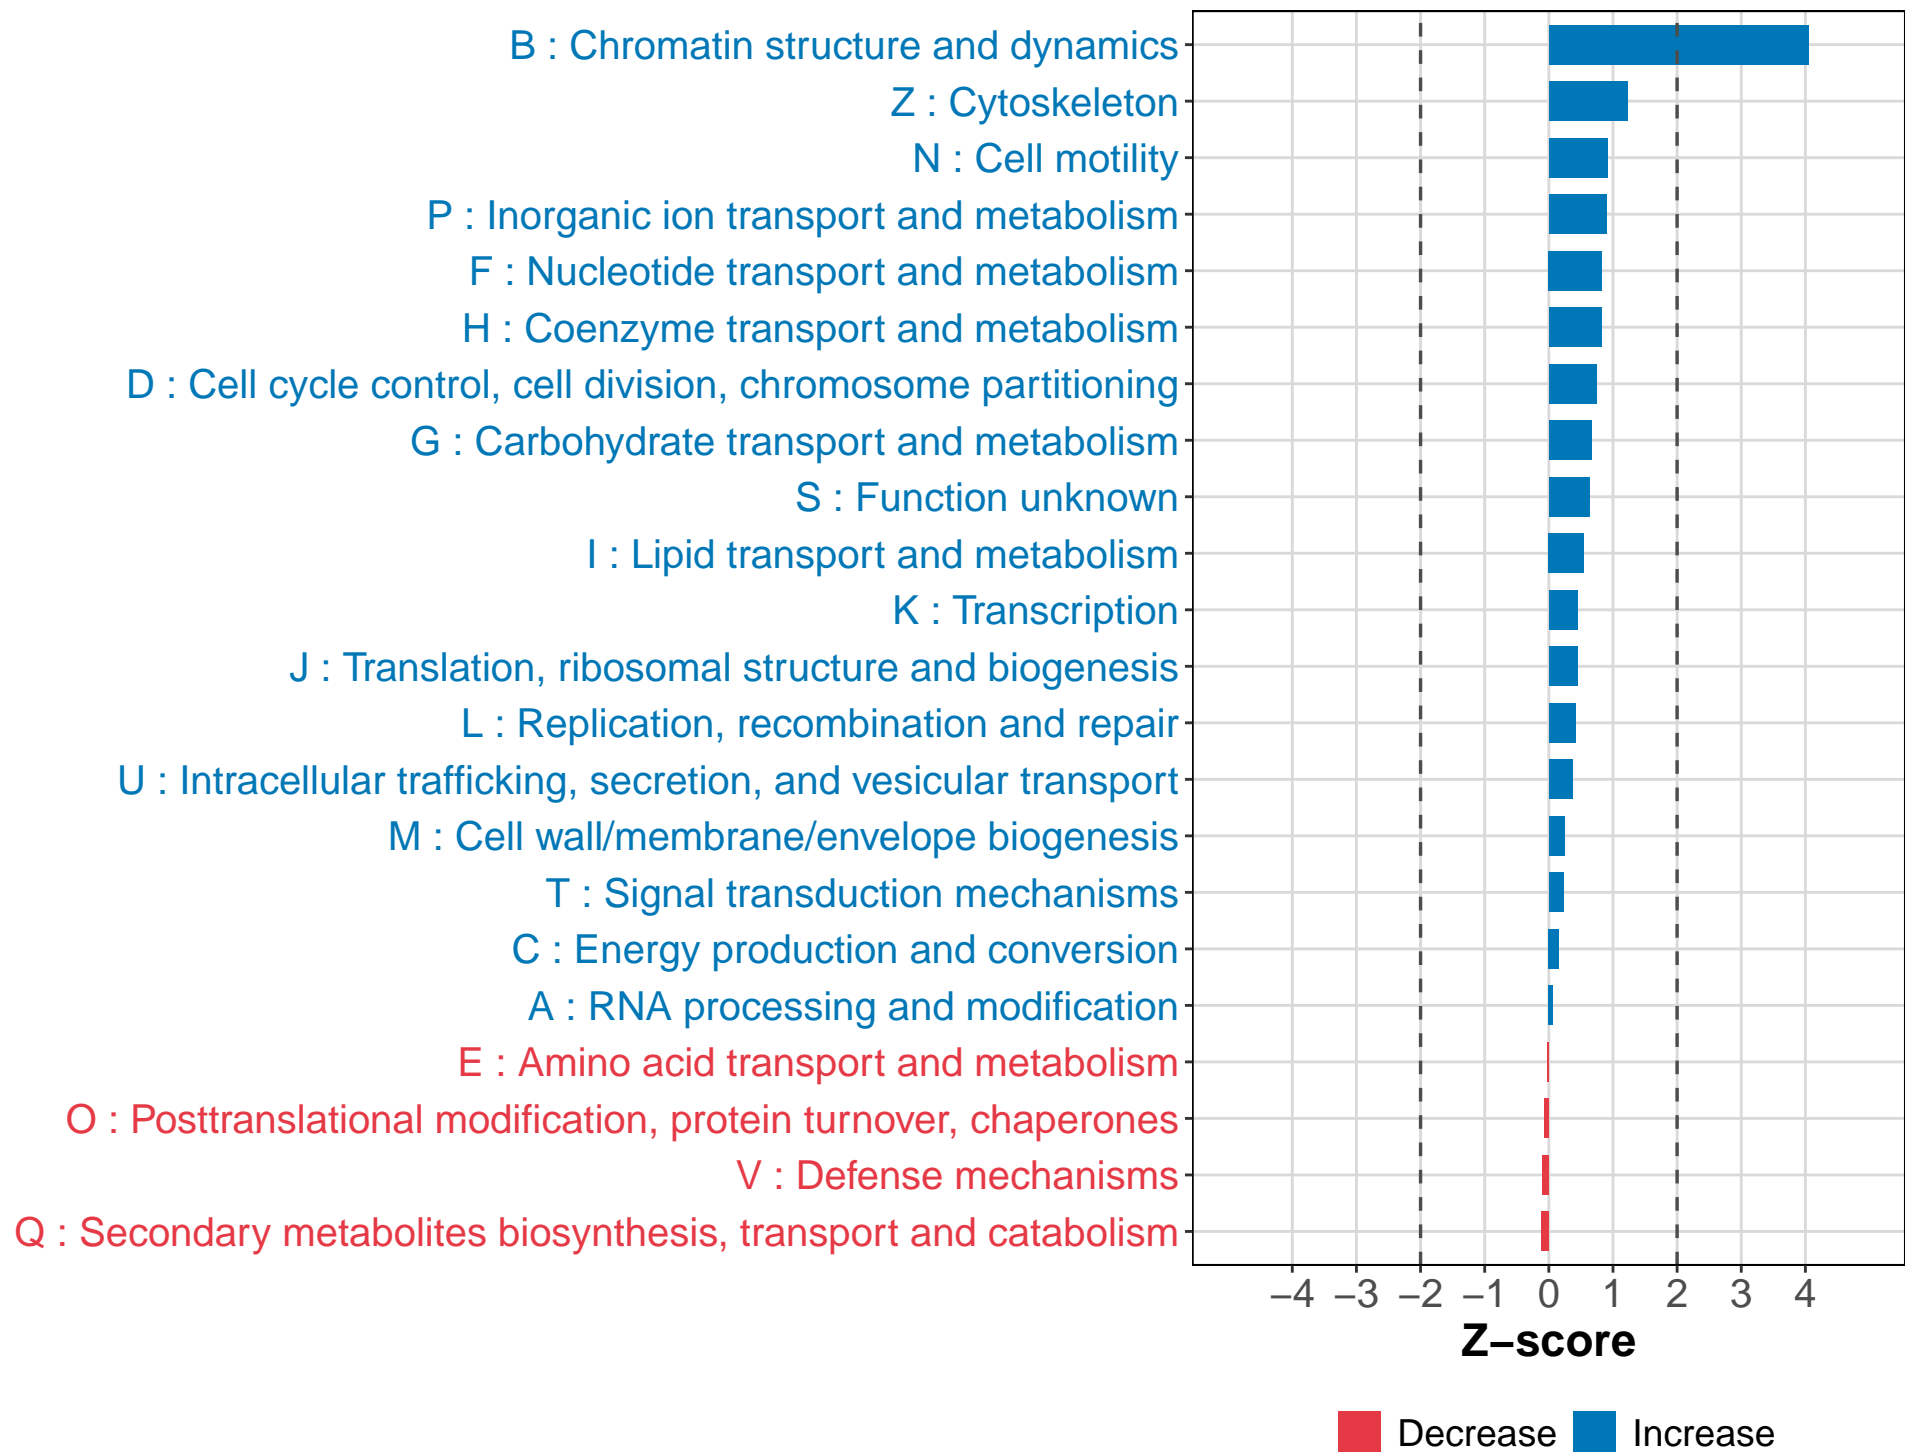 B : Chromatin structure and dynamics
Z : Cytoskeleton
N : Cell motility
P : Inorganic ion transport and metabolism
F : Nucleotide transport and metabolism
H : Coenzyme transport and metabolism
D : Cell cycle control, cell division, chromosome partitioning
G : Carbohydrate transport and metabolism
S : Function unknown
I : Lipid transport and metabolism
K : Transcription
J : Translation, ribosomal structure and biogenesis
L : Replication, recombination and repair
U : Intracellular trafficking, secretion, and vesicular transport
M : Cell wall/membrane/envelope biogenesis
T : Signal transduction mechanisms
C : Energy production and conversion
A : RNA processing and modification
E : Amino acid transport and metabolism
O : Posttranslational modification, protein turnover, chaperones
V : Defense mechanisms
Q : Secondary metabolites biosynthesis, transport and catabolism
−4 −3 −2 −1 0 1 2 3 4
Z−score
Decrease Increase